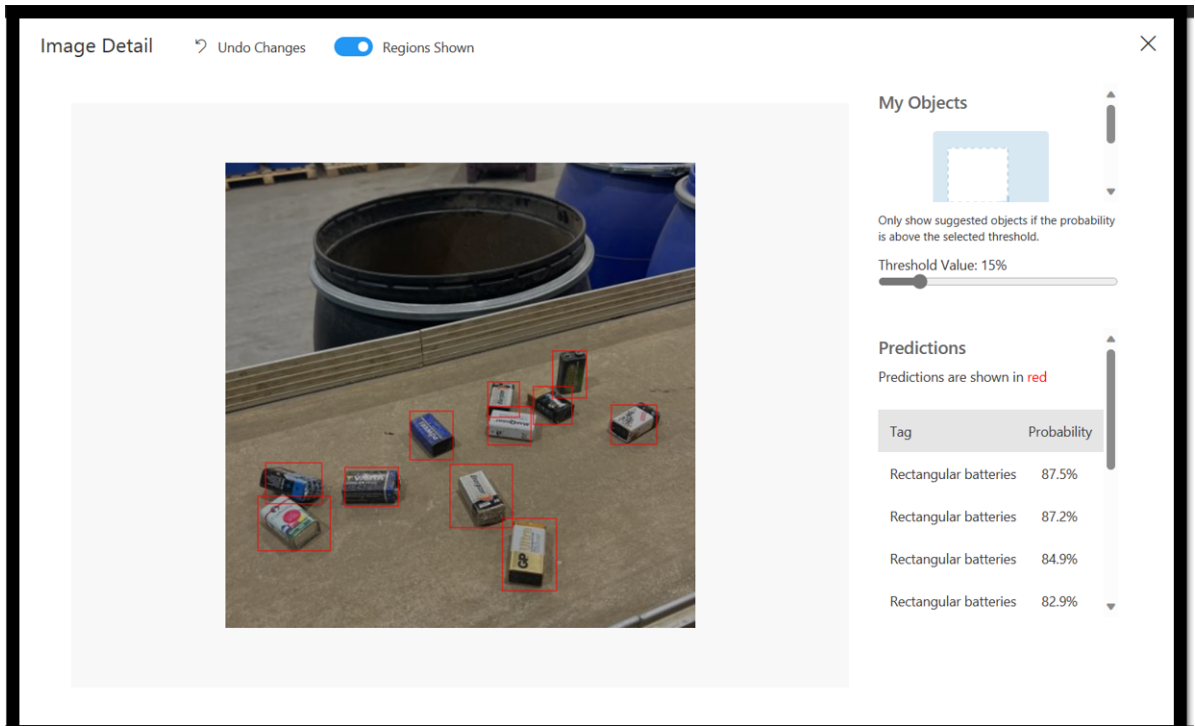 Image Detail
Undo Changes
Regions Shown
My Objects
Only show suggested objects if the probability
is above the selected threshold.
Threshold Value: 15%
Predictions
Predictions are shown in red
Tag Probability
Rectangular batteries 87.5%
Rectangular batteries 87.2%
Rectangular batteries 84.9%
Rectangular batteries 82.9%
VARTA
GP